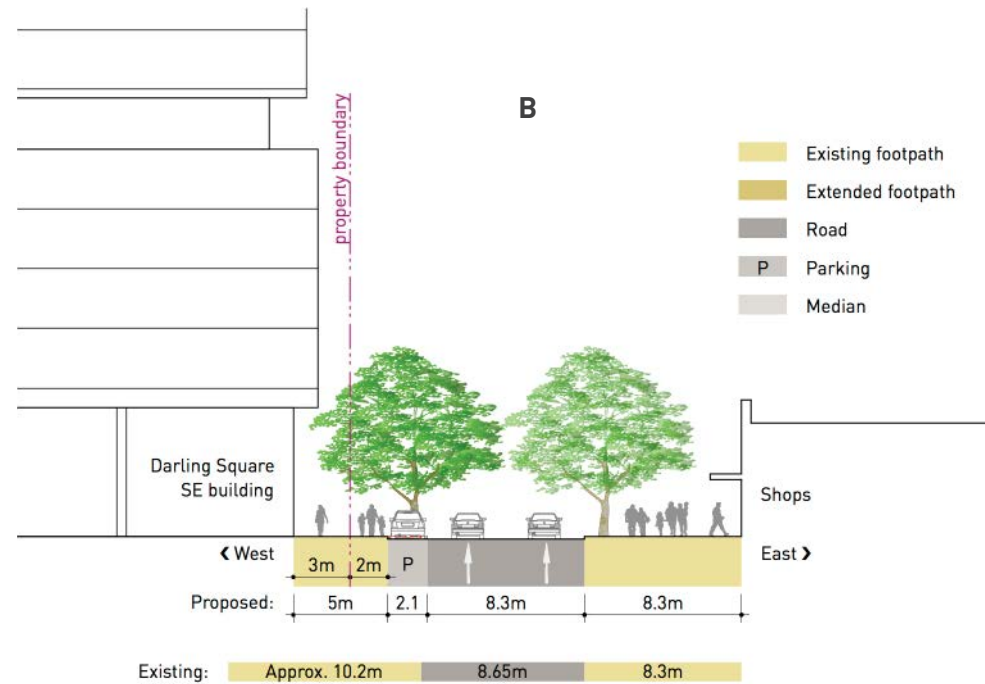 B
property boundary
Existing footpath
Extended footpath
Road
P Parking
Median
Darling Square
SE building
Shops
‹ West
East ›
3m 2m P
Proposed: 5m 2.1 8.3m 8.3m
Existing: Approx. 10.2m 8.65m 8.3m